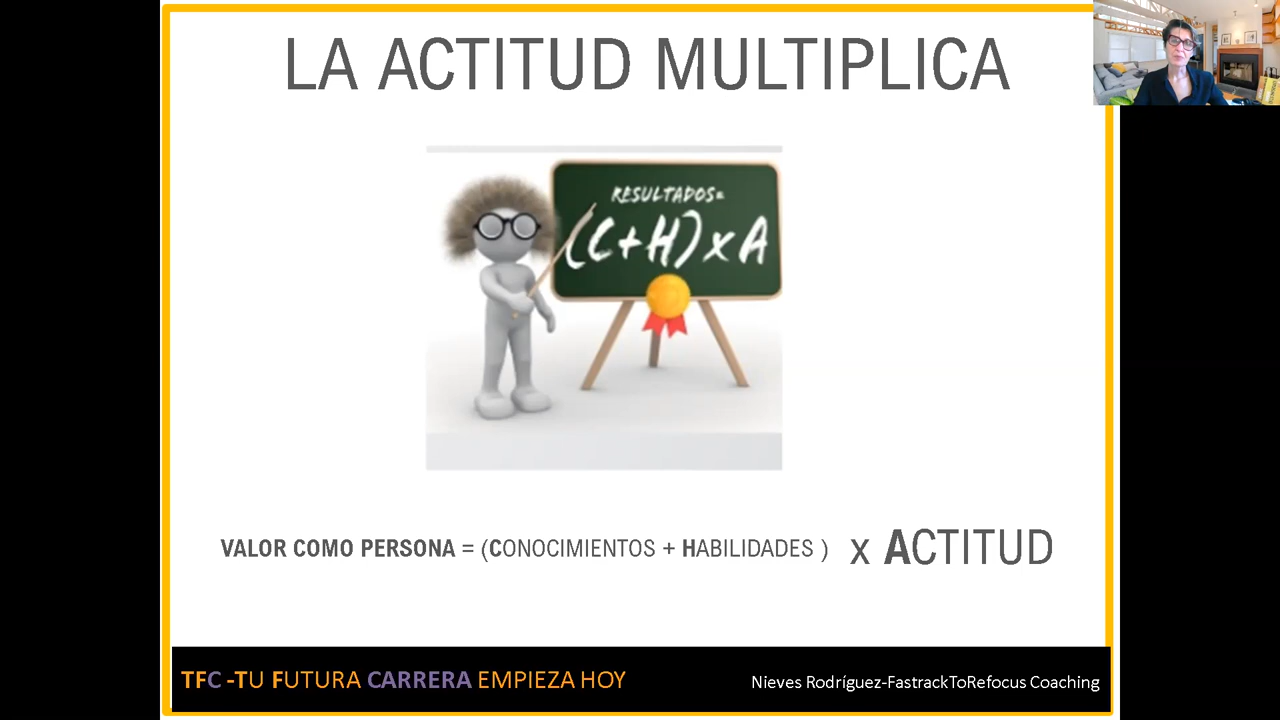 LA ACTITUD MULTIPLICA
RESULTADOS=
(C+H)xA
VALOR COMO PERSONA = (CONOCIMIENTOS + HABILIDADES ) x ACTITUD
TFC -TU FUTURA CARRERA EMPIEZA HOY
Nieves Rodríguez-FastrackToRefocus Coaching